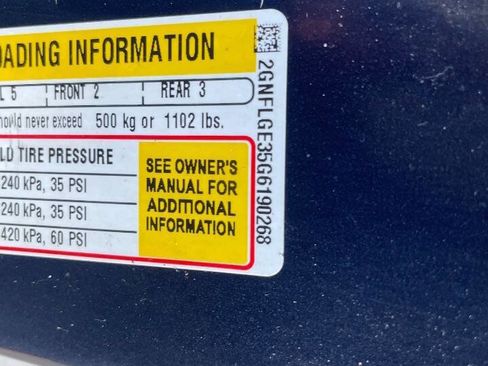 OADING INFORMATION
L 5 FRONT 2 REAR 3
hould never exceed 500 kg or 1102 lbs.
LD TIRE PRESSURE
240 kPa, 35 PSI
240 kPa, 35 PSI
420 kPa, 60 PSI
SEE OWNER'S
MANUAL FOR
ADDITIONAL
INFORMATION
2GNFLGE35G6190268